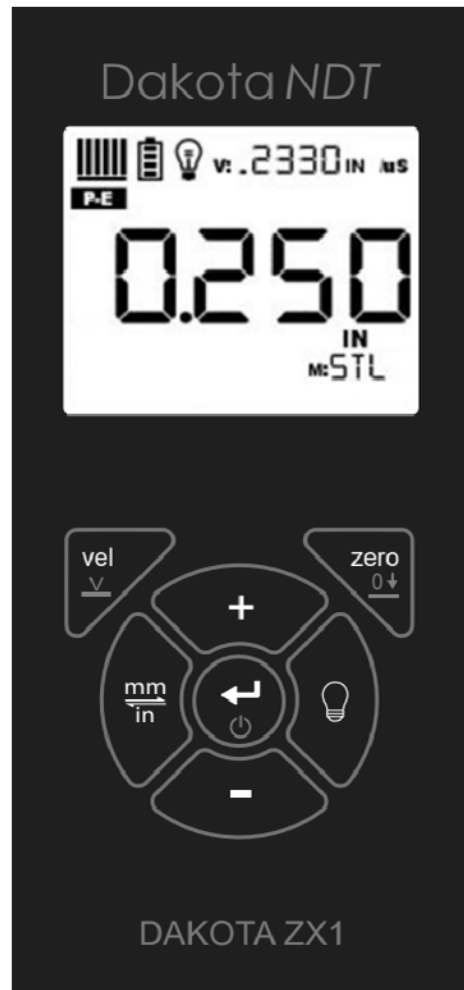 Dakota NDT
V: .2330 IN /uS
P-E
0.250
IN
M:STL
vel
V
zero
0↓
+
mm
in
-
DAKOTA ZX1